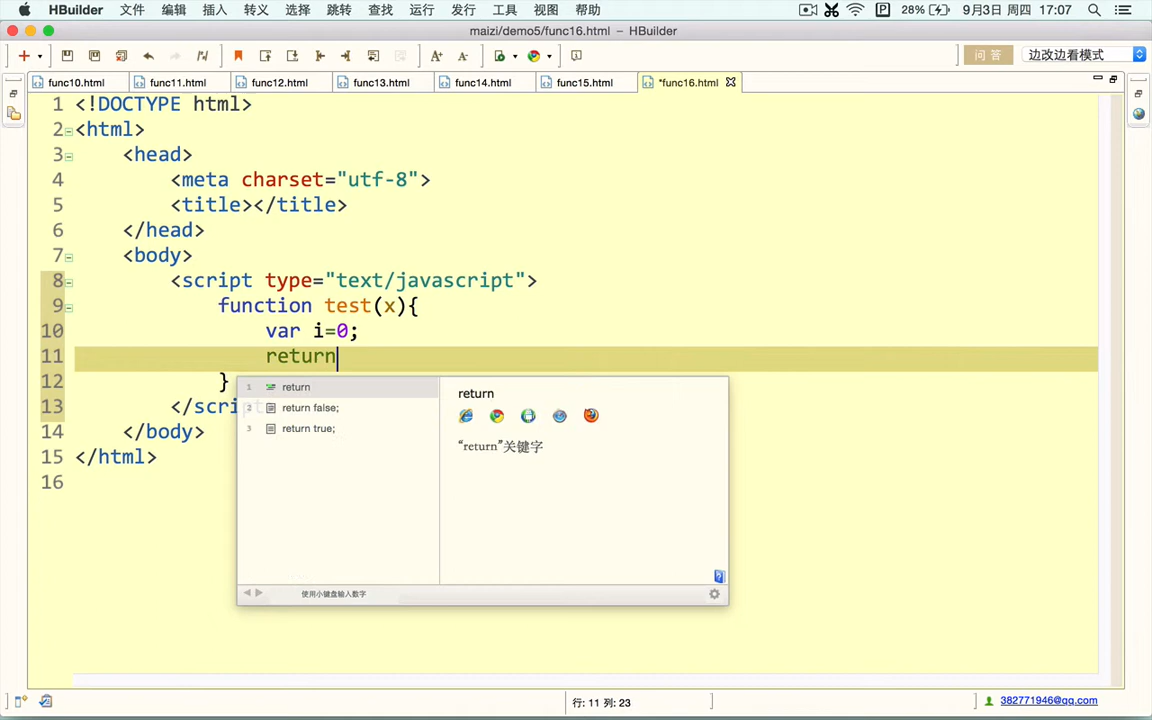 HBuilder 文件 编辑 插入 转义 选择 跳转 查找 运行 发行 工具 视图 帮助 P 28% 9月3日 周四 17:07
maizi/demo5/func16.html – HBuilder
问 答 边改边看模式
func10.html func11.html func12.html func13.html func14.html func15.html *func16.html
1 <!DOCTYPE html>
2 <html>
3 <head>
4 <meta charset="utf-8">
5 <title></title>
6 </head>
7 <body>
8 <script type="text/javascript">
9 function test(x){
10 var i=0;
11 return
12 }
13 </script
14 </body>
15 </html>
16
1 return
2 return false;
3 return true;
return
“return”关键字
使用小键盘输入数字
行: 11 列: 23
382771946@qq.com